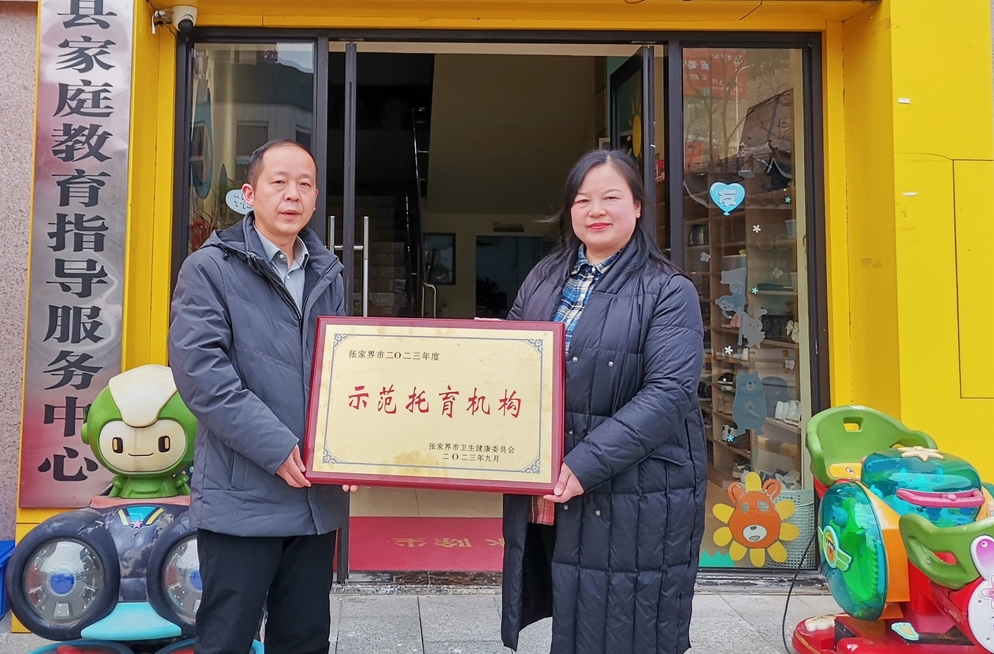 县家庭教育指导服务中心
张家界市二〇二三年度
示范托育机构
张家界市卫生健康委员会
二〇二三年九月